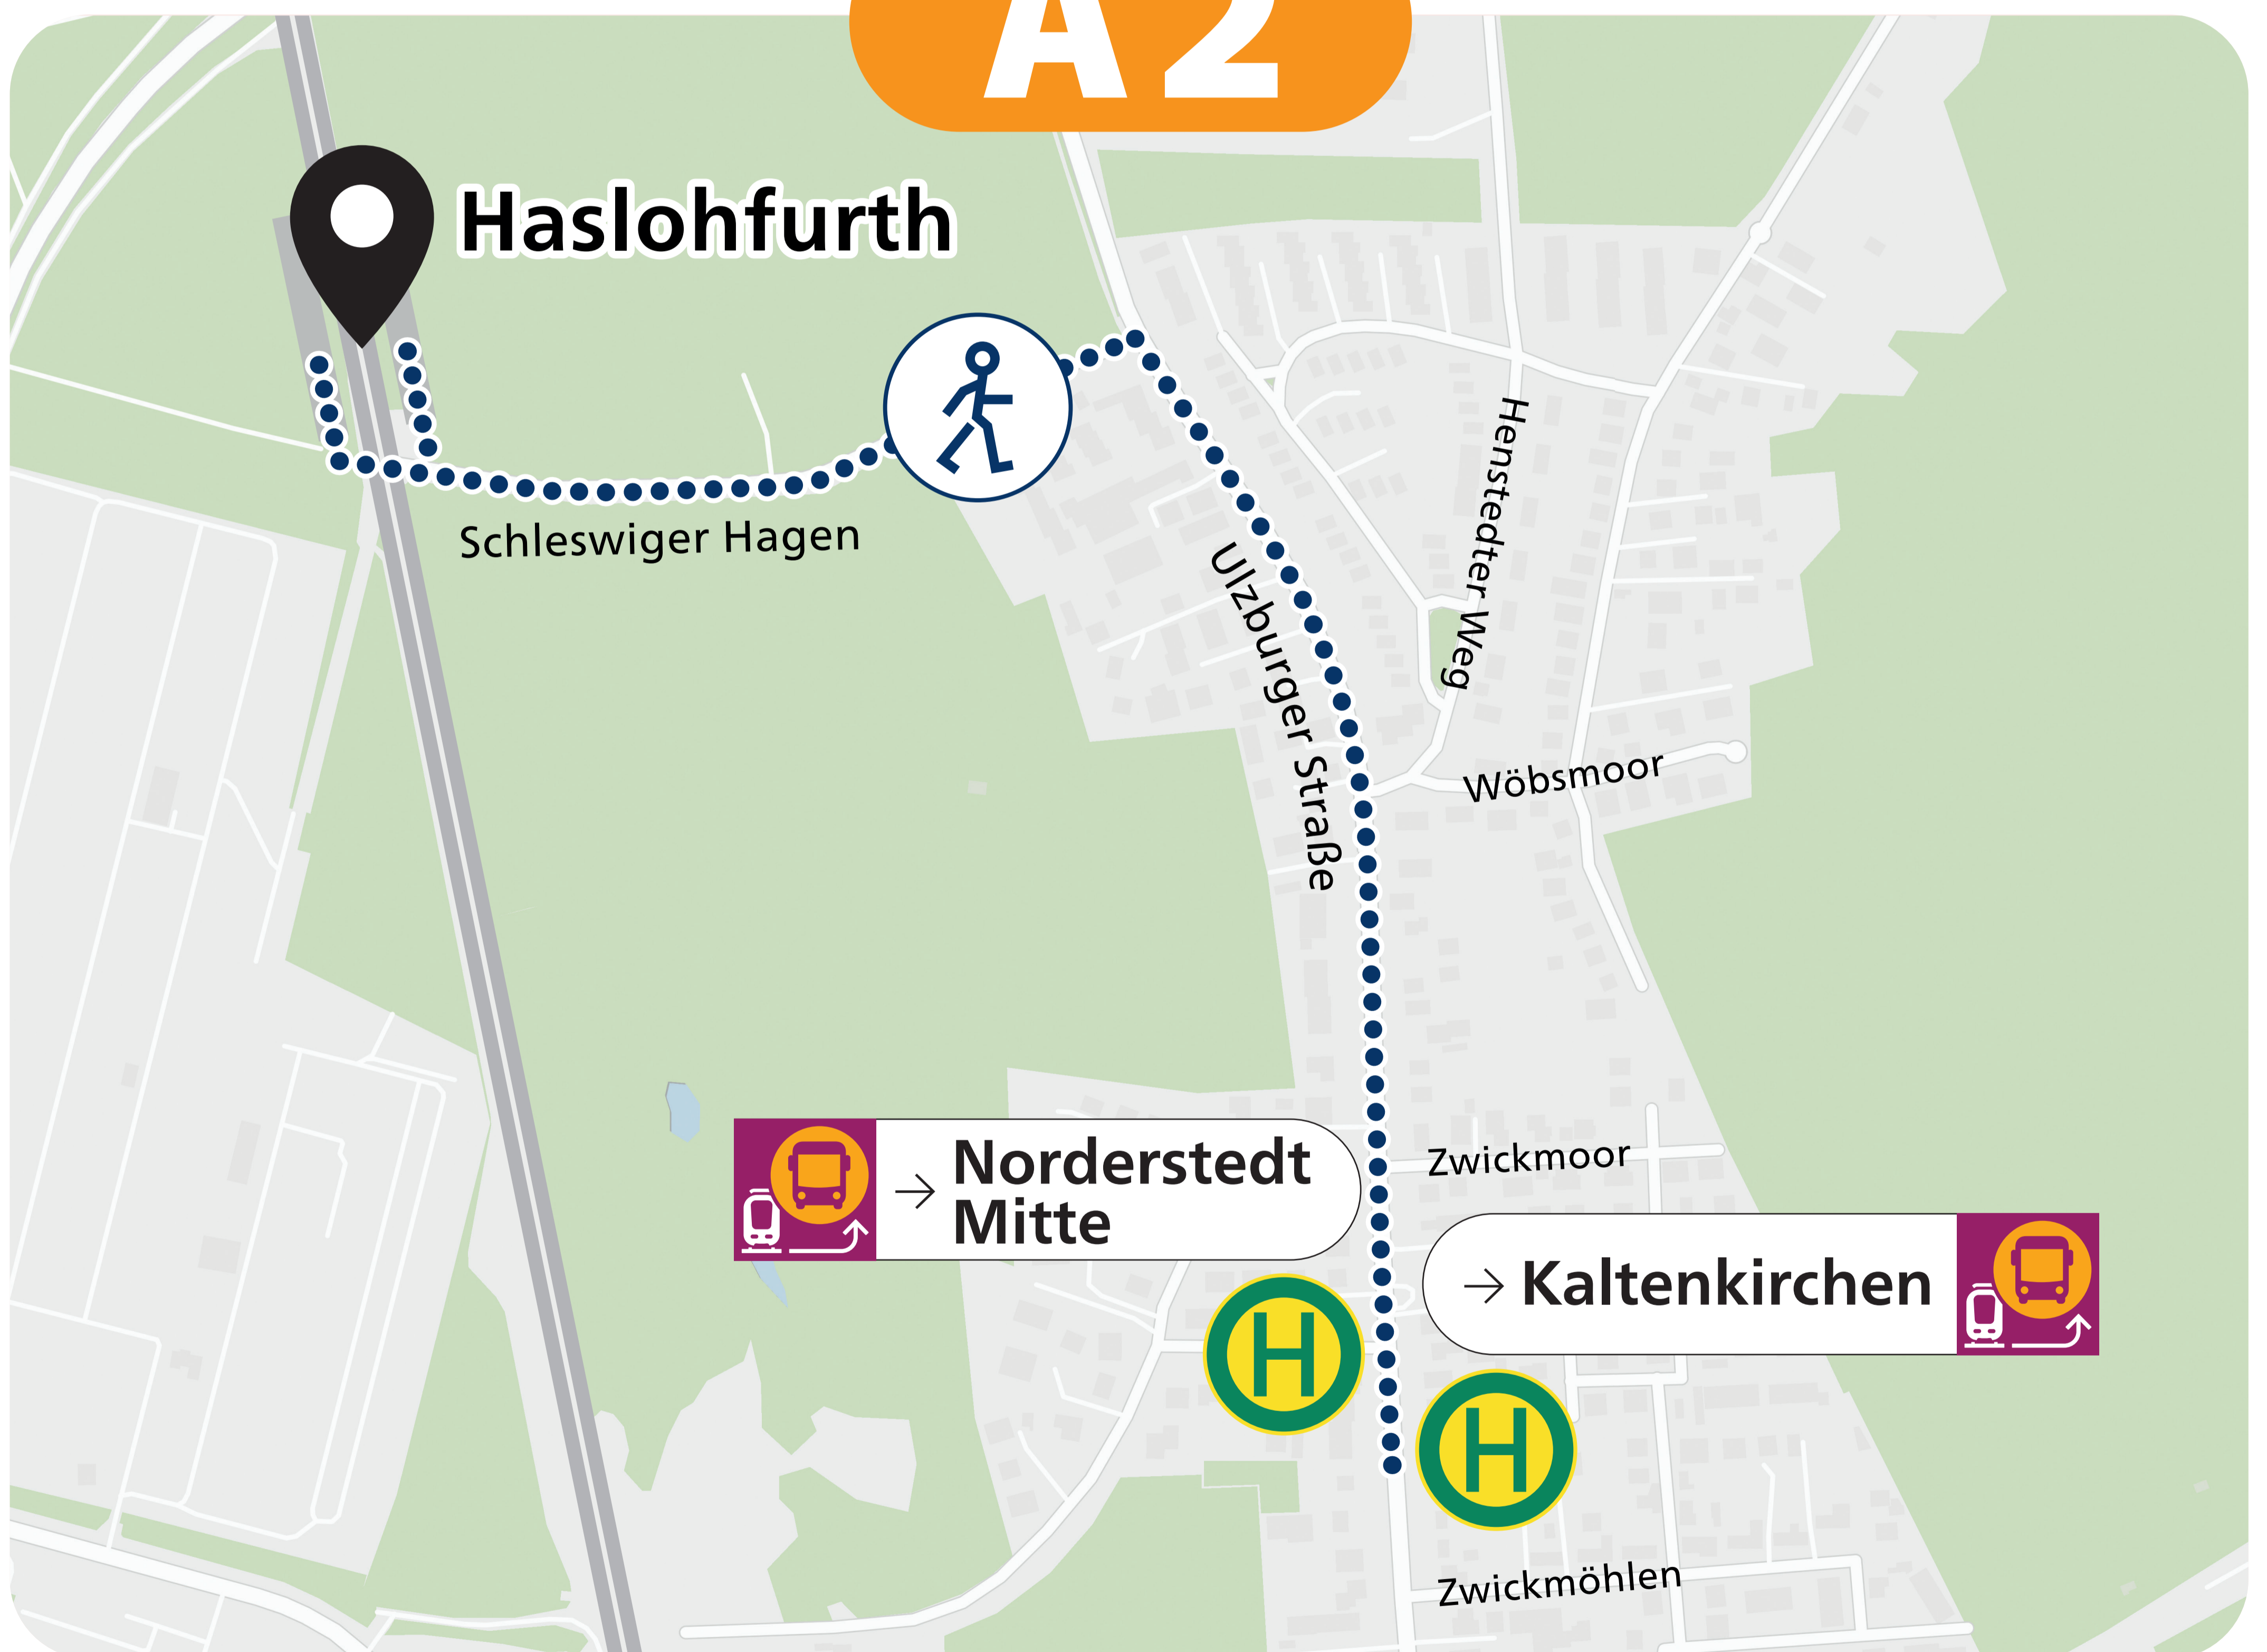 A2
Haslohfurth
Schleswiger Hagen
Ulzburger Straße
Henstedter Weg
Wöbsmoor
Zwickmoor
→ Norderstedt
Mitte
→ Kaltenkirchen
H
H
Zwickmöhlen